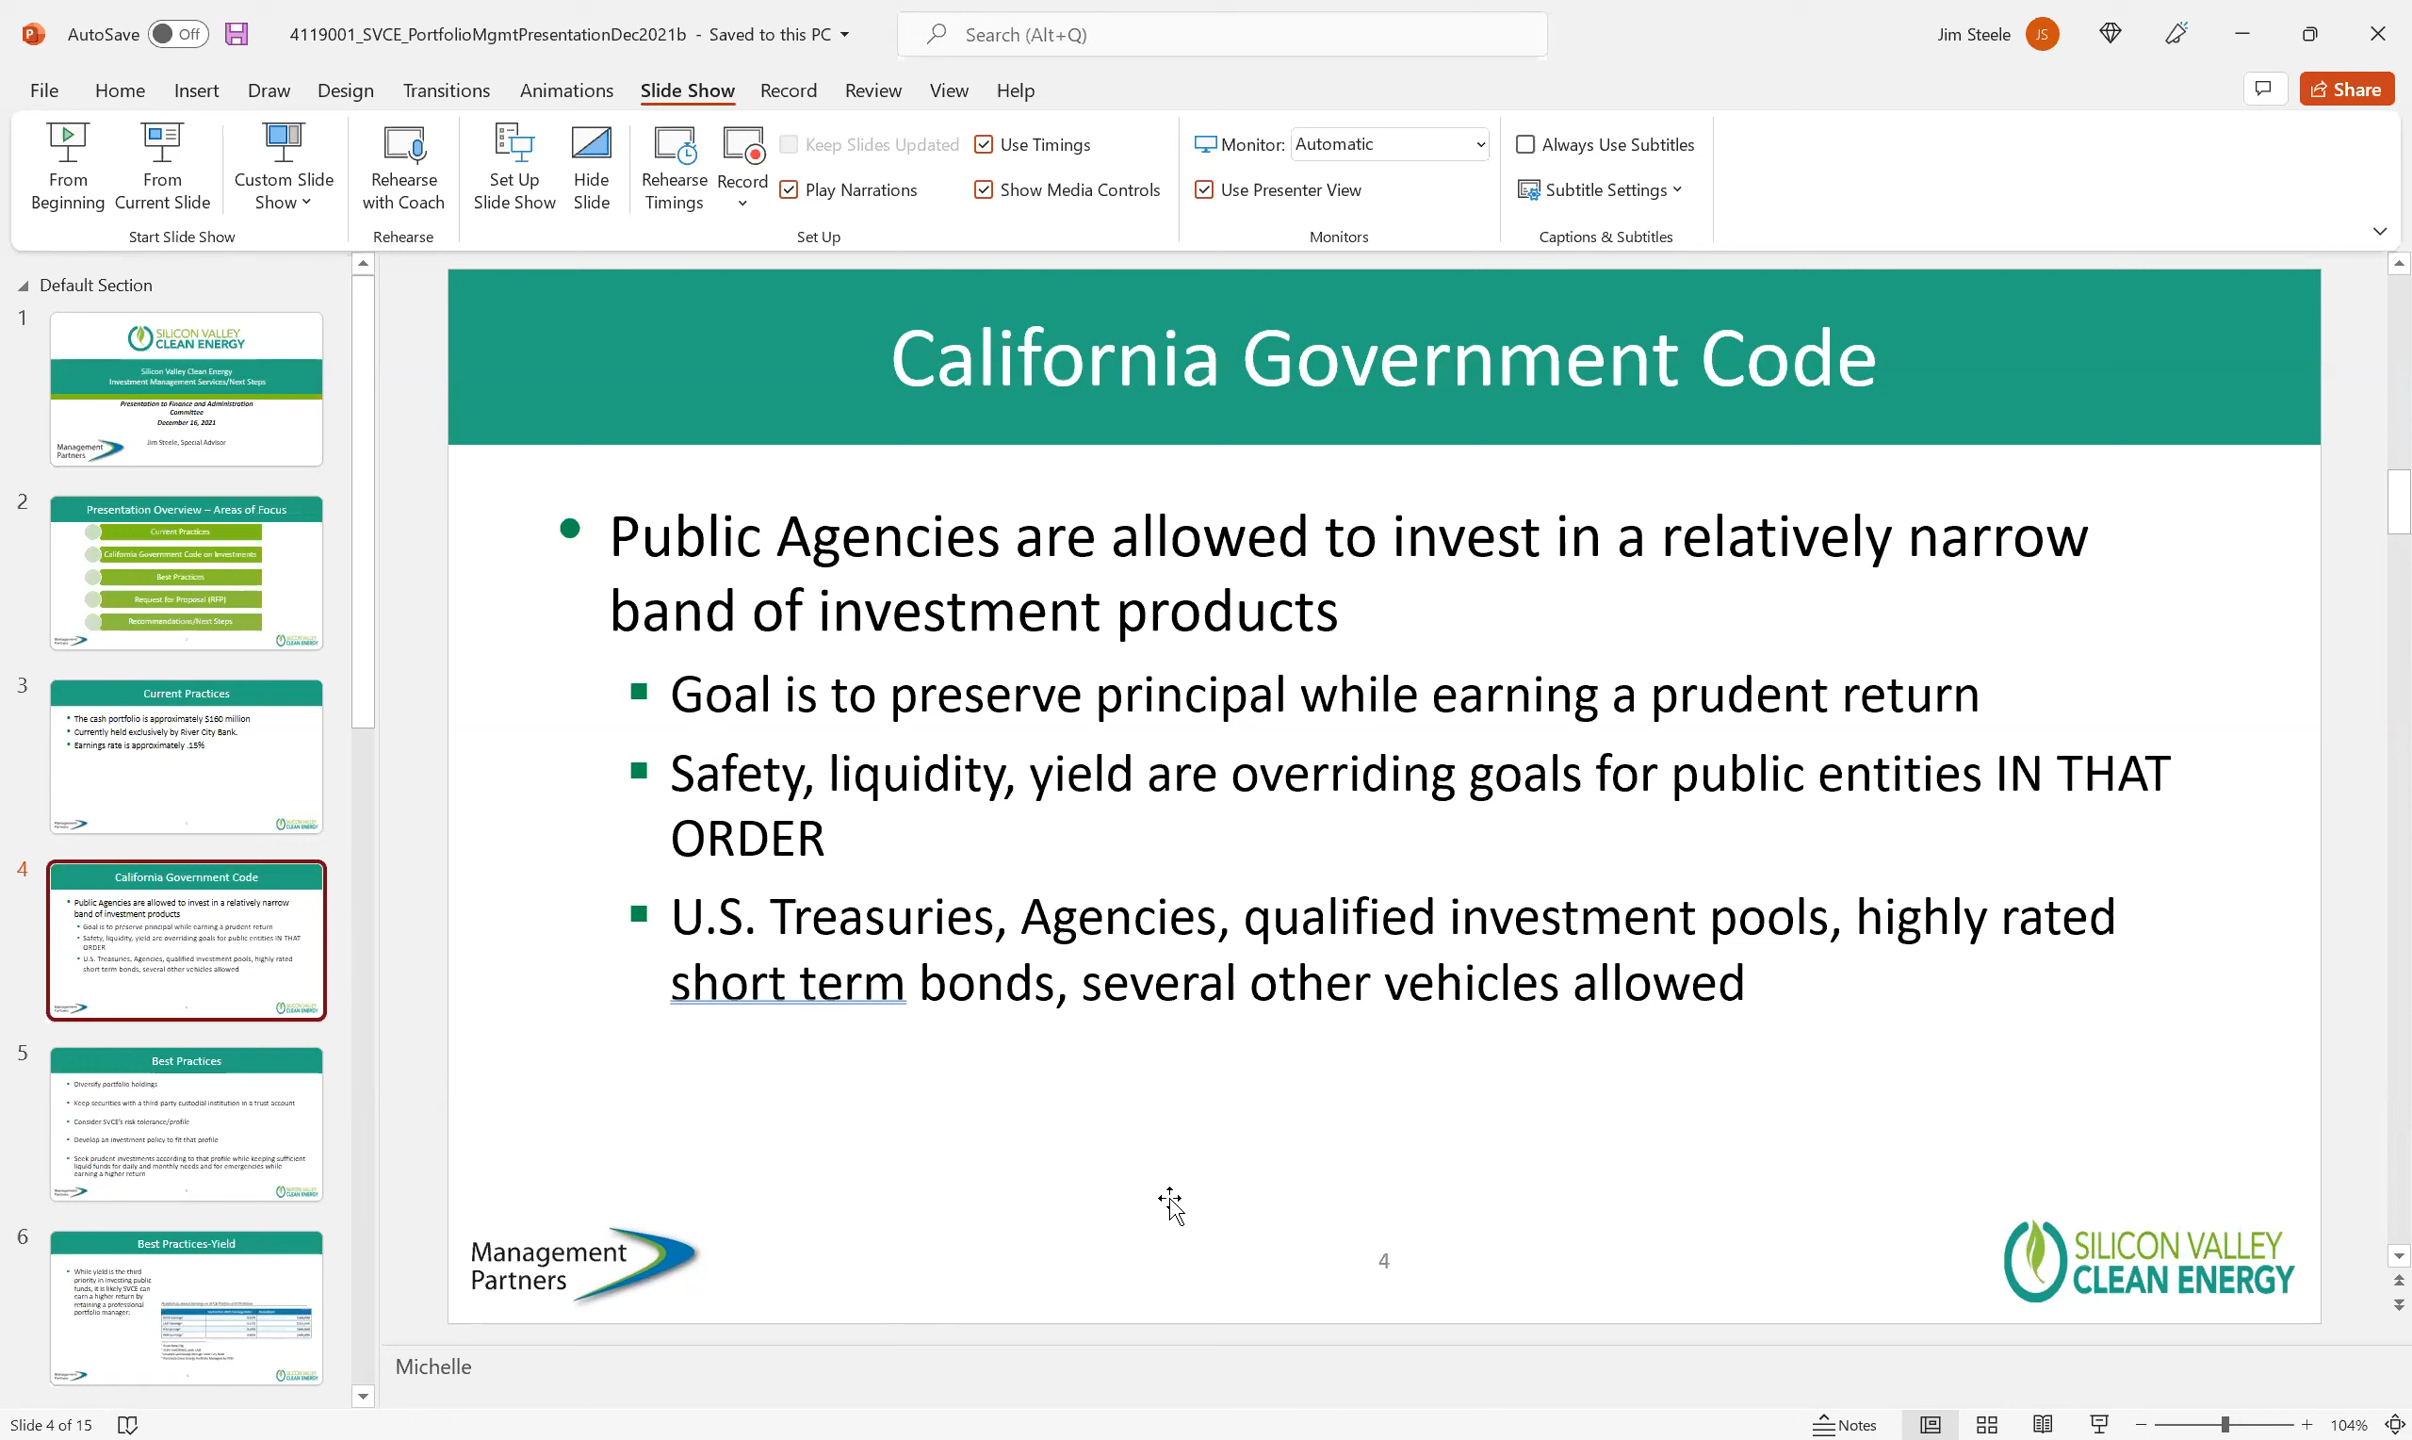 AutoSave Off 4119001_SVCE_PortfolioMgmtPresentationDec2021b - Saved to this PC Search (Alt+Q) Jim Steele JS
File Home Insert Draw Design Transitions Animations Slide Show Record Review View Help Share
From Beginning
From Current Slide
Custom Slide Show
Start Slide Show
Rehearse with Coach
Rehearse
Set Up Slide Show
Hide Slide
Rehearse Timings
Record
Keep Slides Updated
Use Timings
Play Narrations
Show Media Controls
Set Up
Monitor: Automatic
Use Presenter View
Monitors
Always Use Subtitles
Subtitle Settings
Captions & Subtitles
Default Section
1
SILICON VALLEY
CLEAN ENERGY
Silicon Valley Clean Energy
Investment Management Services/Next Steps
Presentation to Finance and Administration
Committee
December 16, 2021
Jim Steele, Special Advisor
Management
Partners
2
Presentation Overview – Areas of Focus
Current Practices
California Government Code on Investments
Best Practices
Request for Proposal (RFP)
Recommendations/Next Steps
CLEAN ENERGY
3
Current Practices
• The cash portfolio is approximately $160 million
• Currently held exclusively by River City Bank.
• Earnings rate is approximately .15%
CLEAN ENERGY
4
California Government Code
• Public Agencies are allowed to invest in a relatively narrow
band of investment products
Goal is to preserve principal while earning a prudent return
Safety, liquidity, yield are overriding goals for public entities IN THAT
ORDER
U.S. Treasuries, Agencies, qualified investment pools, highly rated
short term bonds, several other vehicles allowed
CLEAN ENERGY
5
Best Practices
• Diversify portfolio holdings
• Keep securities with a third party custodial institution in a trust account
• Consider SVCE's risk tolerance/profile
• Develop an investment policy to fit that profile
• Seek prudent investments according to that profile while keeping sufficient
liquid funds for daily and monthly needs and for emergencies while
earning a higher return
CLEAN ENERGY
6
Best Practices-Yield
• While yield is the third
priority in investing public
funds, it is likely SVCE can
earn a higher return by
retaining a professional
portfolio manager:
CLEAN ENERGY
California Government Code
• Public Agencies are allowed to invest in a relatively narrow
band of investment products
▪ Goal is to preserve principal while earning a prudent return
▪ Safety, liquidity, yield are overriding goals for public entities IN THAT
ORDER
▪ U.S. Treasuries, Agencies, qualified investment pools, highly rated
short term bonds, several other vehicles allowed
Management
Partners
4
SILICON VALLEY
CLEAN ENERGY
Michelle
Slide 4 of 15 Notes 104%